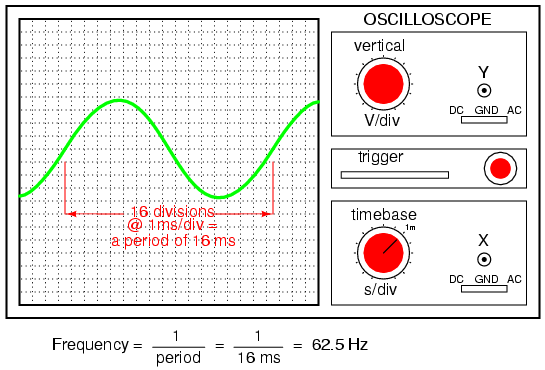 OSCILLOSCOPE
vertical
Y
V/div
DC GND AC
trigger
timebase
.1m
X
s/div
DC GND AC
16 divisions
@ 1ms/div =
a period of 16 ms
Frequency = 1 / period = 1 / 16 ms = 62.5 Hz